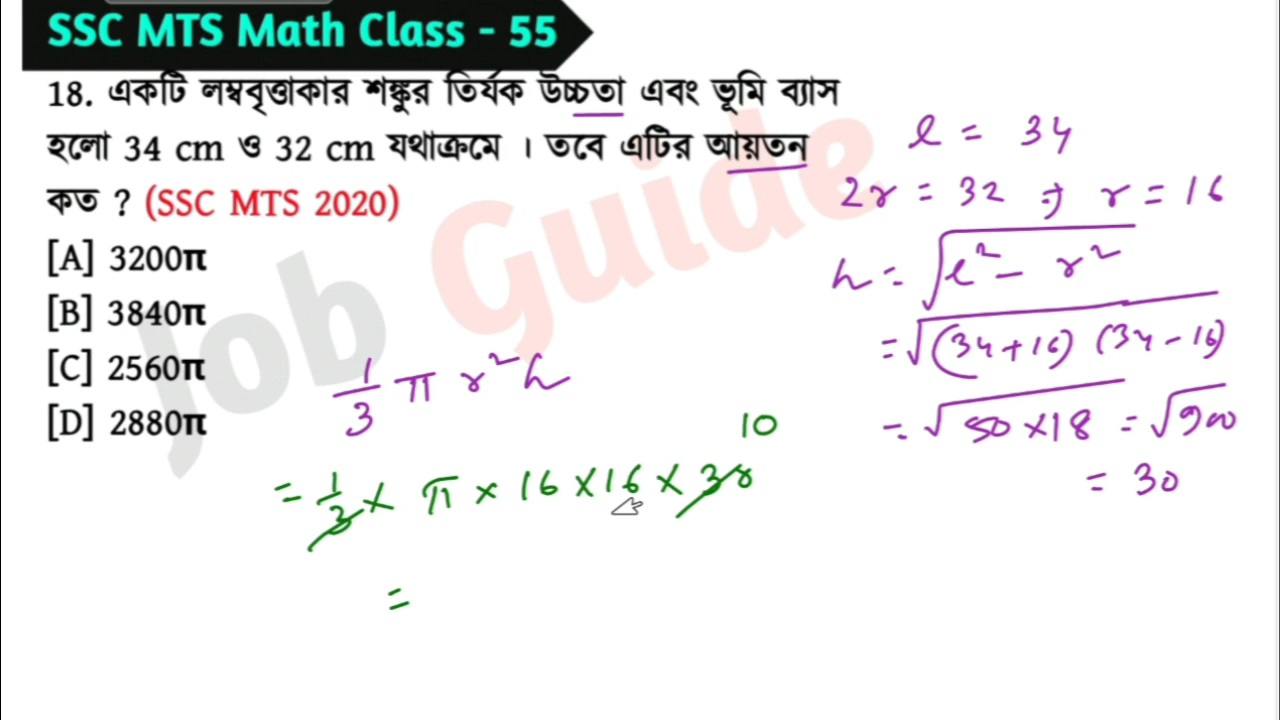 SSC MTS Math Class - 55
18. একটি লম্ববৃত্তাকার শঙ্কুর তির্যক উচ্চতা এবং ভূমি ব্যাস
হলো 34 cm ও 32 cm যথাক্রমে । তবে এটির আয়তন
কত ? (SSC MTS 2020)
[A] 3200π
[B] 3840π
[C] 2560π
[D] 2880π
Job Guide
l = 34
2r = 32 ⇒ r = 16
h = √l² - r²
= √(34+16) (34-16)
= √50×18 = √900
= 30
1/3 π r²h
10
= 1/3 × π × 16 × 16 × 30
=